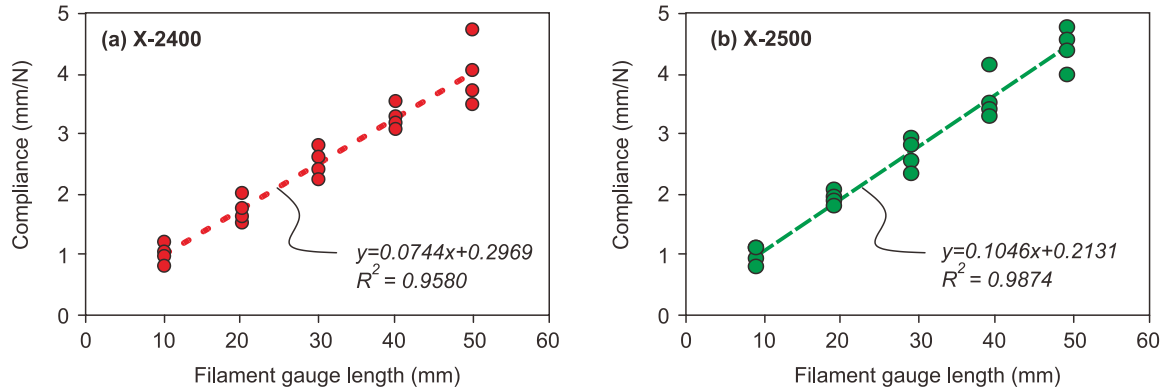 (a) X-2400
Compliance (mm/N)
5
4
3
2
1
0
y=0.0744x+0.2969
R² = 0.9580
0 10 20 30 40 50 60
Filament gauge length (mm)
(b) X-2500
Compliance (mm/N)
5
4
3
2
1
0
y=0.1046x+0.2131
R² = 0.9874
0 10 20 30 40 50 60
Filament gauge length (mm)